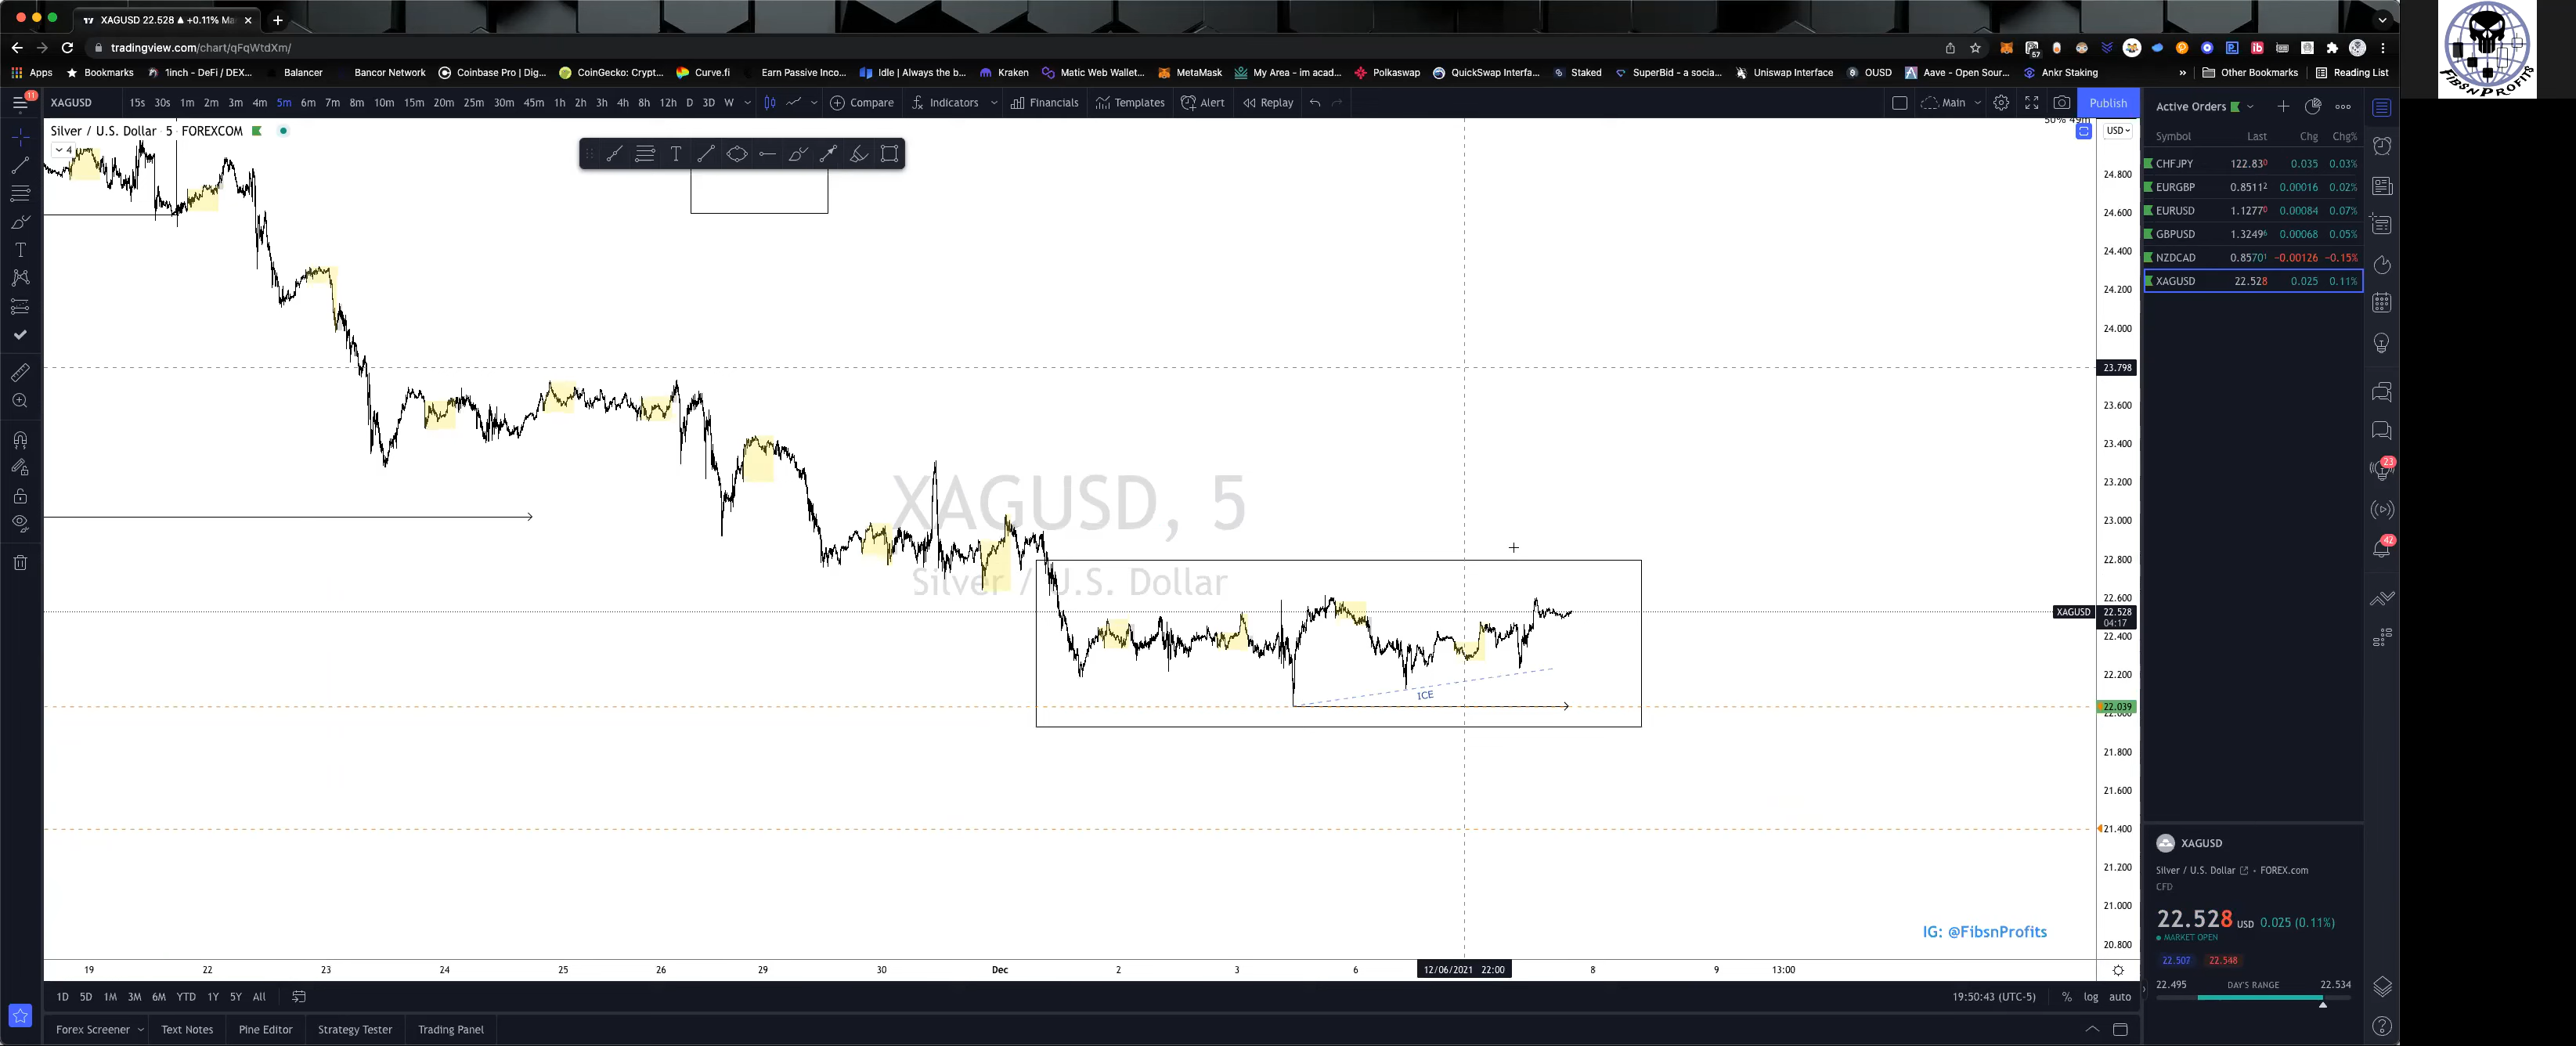 XAGUSD 22.528 ▲ +0.11% Ma
tradingview.com/chart/qFqWtdXm/
Apps Bookmarks 1inch - DeFi / DEX... Balancer Bancor Network Coinbase Pro | Dig... CoinGecko: Crypt... Curve.fi Earn Passive Inco... Idle | Always the b... Kraken Matic Web Wallet... MetaMask My Area - im acad... Polkaswap QuickSwap Interfa... Staked SuperBid - a socia... Uniswap Interface OUSD Aave - Open Sour... Ankr Staking » Other Bookmarks Reading List
11 XAGUSD 15s 30s 1m 2m 3m 4m 5m 6m 7m 8m 10m 15m 20m 25m 30m 45m 1h 2h 3h 4h 8h 12h D 3D W Compare Indicators Financials Templates Alert Replay Main Publish
Silver / U.S. Dollar · 5 · FOREXCOM
4
50% 49m
USD
24.800
24.600
24.400
24.200
24.000
23.798
23.600
23.400
23.200
23.000
22.800
22.600
XAGUSD 22.528
04:17
22.400
22.200
22.039
22.000
21.800
21.600
21.400
21.200
21.000
20.800
XAGUSD, 5
Silver / U.S. Dollar
ICE
IG: @FibsnProfits
19 22 23 24 25 26 29 30 Dec 2 3 6 12/06/2021 22:00 8 9 13:00
1D 5D 1M 3M 6M YTD 1Y 5Y All
19:50:43 (UTC-5) % log auto
Forex Screener Text Notes Pine Editor Strategy Tester Trading Panel
Active Orders
Symbol Last Chg Chg%
CHFJPY 122.830 0.035 0.03%
EURGBP 0.85112 0.00016 0.02%
EURUSD 1.12770 0.00084 0.07%
GBPUSD 1.32496 0.00068 0.05%
NZDCAD 0.85701 −0.00126 −0.15%
XAGUSD 22.528 0.025 0.11%
XAGUSD
Silver / U.S. Dollar • FOREX.com
CFD
22.528 USD 0.025 (0.11%)
MARKET OPEN
22.507 22.548
22.495 DAY'S RANGE 22.534
23
42
57
FIBSNPROFITS